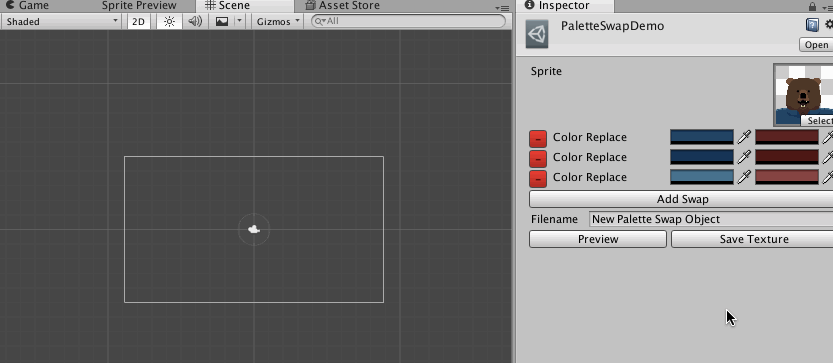 Game Sprite Preview Scene Asset Store
Shaded 2D Gizmos All
Inspector
PaletteSwapDemo
Open
Sprite
Select
Color Replace
Color Replace
Color Replace
Add Swap
Filename New Palette Swap Object
Preview Save Texture